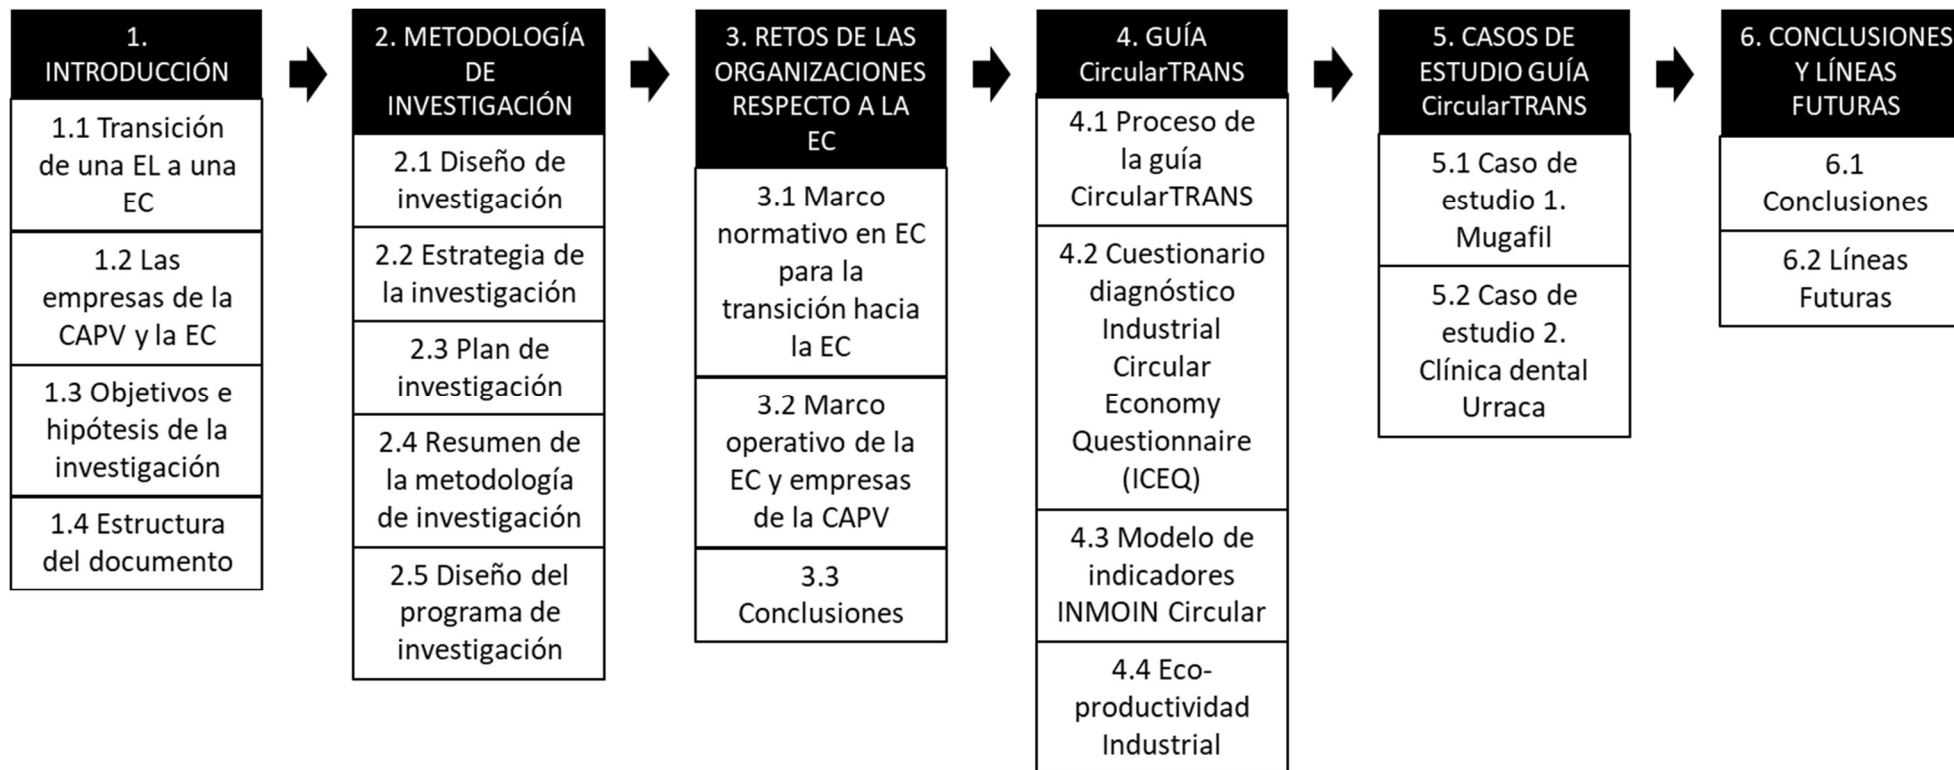 1.
INTRODUCCIÓN
1.1 Transición
de una EL a una
EC
1.2 Las
empresas de la
CAPV y la EC
1.3 Objetivos e
hipótesis de la
investigación
1.4 Estructura
del documento
2. METODOLOGÍA
DE
INVESTIGACIÓN
2.1 Diseño de
investigación
2.2 Estrategia de
la investigación
2.3 Plan de
investigación
2.4 Resumen de
la metodología
de investigación
2.5 Diseño del
programa de
investigación
3. RETOS DE LAS
ORGANIZACIONES
RESPECTO A LA
EC
3.1 Marco
normativo en EC
para la
transición hacia
la EC
3.2 Marco
operativo de la
EC y empresas
de la CAPV
3.3
Conclusiones
4. GUÍA
CircularTRANS
4.1 Proceso de
la guía
CircularTRANS
4.2 Cuestionario
diagnóstico
Industrial
Circular
Economy
Questionnaire
(ICEQ)
4.3 Modelo de
indicadores
INMOIN Circular
4.4 Eco-
productividad
Industrial
5. CASOS DE
ESTUDIO GUÍA
CircularTRANS
5.1 Caso de
estudio 1.
Mugafil
5.2 Caso de
estudio 2.
Clínica dental
Urraca
6. CONCLUSIONES
Y LÍNEAS
FUTURAS
6.1
Conclusiones
6.2 Líneas
Futuras